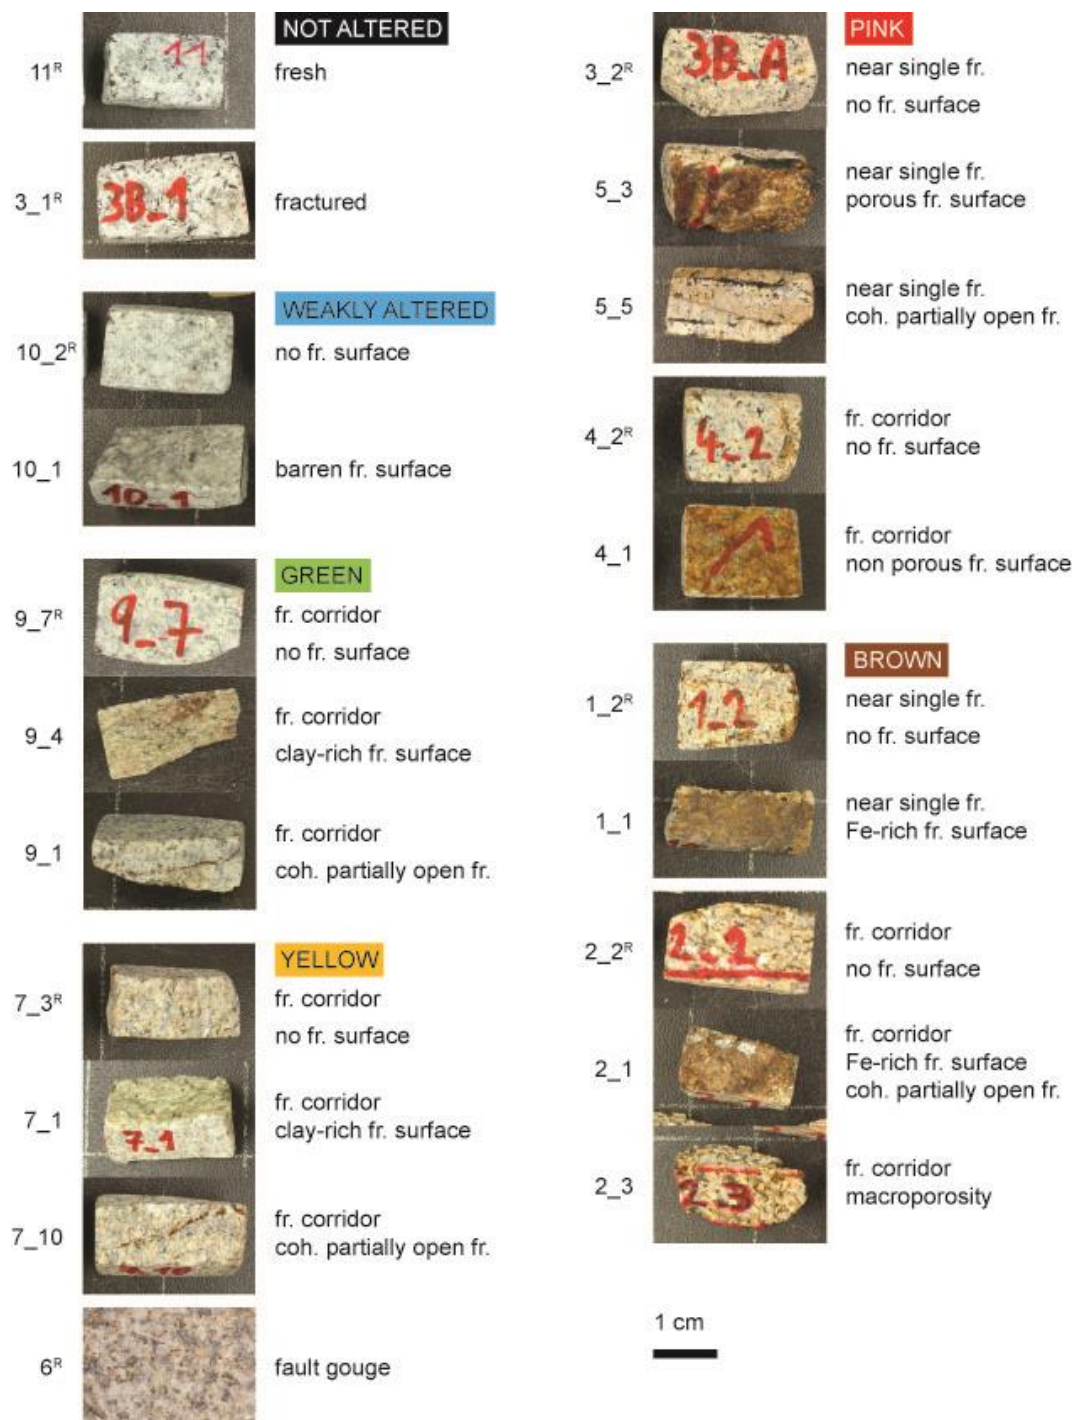 NOT ALTERED
11ᴿ
11
fresh
3_1ᴿ
3B_1
fractured
WEAKLY ALTERED
10_2ᴿ
no fr. surface
10_1
10_1
barren fr. surface
GREEN
9_7ᴿ
9_7
fr. corridor
no fr. surface
9_4
fr. corridor
clay-rich fr. surface
9_1
fr. corridor
coh. partially open fr.
YELLOW
7_3ᴿ
fr. corridor
no fr. surface
7_1
7_1
fr. corridor
clay-rich fr. surface
7_10
fr. corridor
coh. partially open fr.
6ᴿ
fault gouge
PINK
3_2ᴿ
3B_A
near single fr.
no fr. surface
5_3
near single fr.
porous fr. surface
5_5
near single fr.
coh. partially open fr.
4_2ᴿ
4_2
fr. corridor
no fr. surface
4_1
fr. corridor
non porous fr. surface
BROWN
1_2ᴿ
1_2
near single fr.
no fr. surface
1_1
near single fr.
Fe-rich fr. surface
2_2ᴿ
2_2
fr. corridor
no fr. surface
2_1
fr. corridor
Fe-rich fr. surface
coh. partially open fr.
2_3
2 3
fr. corridor
macroporosity
1 cm